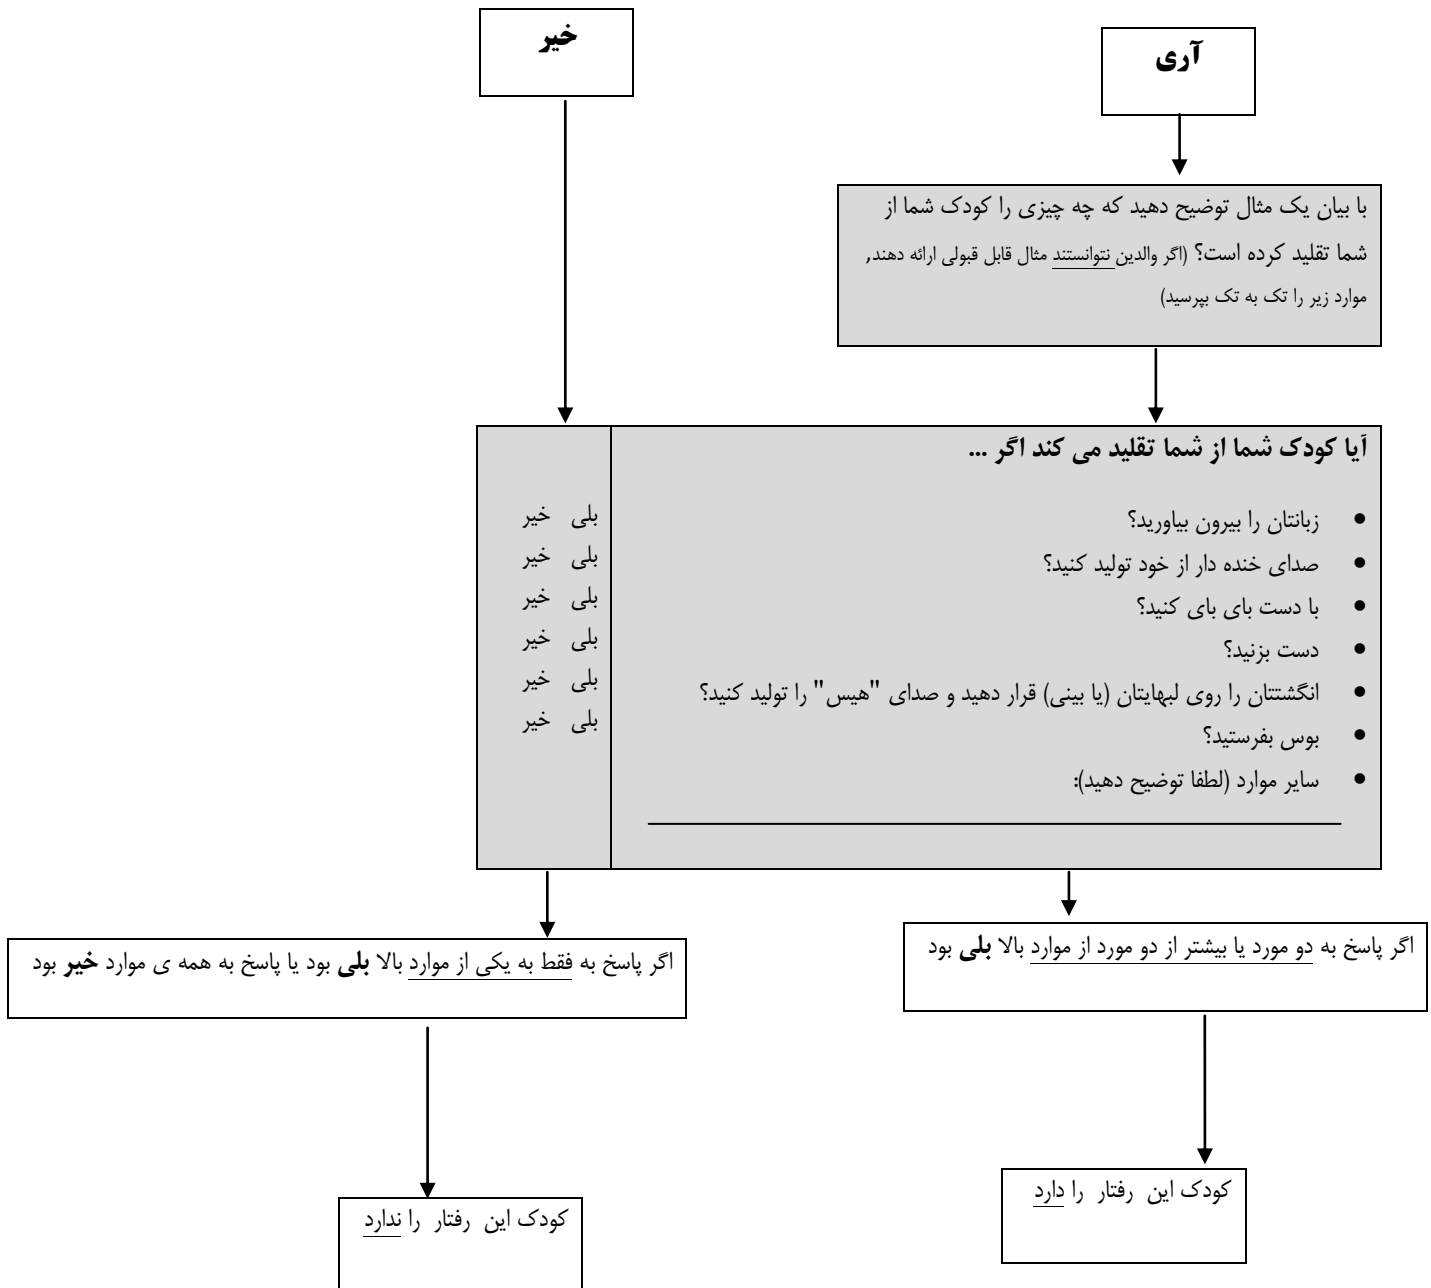 خیر
آری
با بیان یک مثال توضیح دهید که چه چیزی را کودک شما از
شما تقلید کرده است؟ (اگر والدین نتوانستند مثال قابل قبولی ارائه دهند,
موارد زیر را تک به تک بپرسید)
آیا کودک شما از شما تقلید می کند اگر ...
زبانتان را بیرون بیاورید؟
بلی خیر
صدای خنده دار از خود تولید کنید؟
بلی خیر
با دست بای بای کنید؟
بلی خیر
دست بزنید؟
بلی خیر
انگشتتان را روی لبهایتان (یا بینی) قرار دهید و صدای "هیس" را تولید کنید؟
بلی خیر
بوس بفرستید؟
بلی خیر
سایر موارد (لطفا توضیح دهید):
اگر پاسخ به دو مورد یا بیشتر از دو مورد از موارد بالا بلی بود
اگر پاسخ به فقط به یکی از موارد بالا بلی بود یا پاسخ به همه ی موارد خیر بود
کودک این رفتار را دارد
کودک این رفتار را ندارد